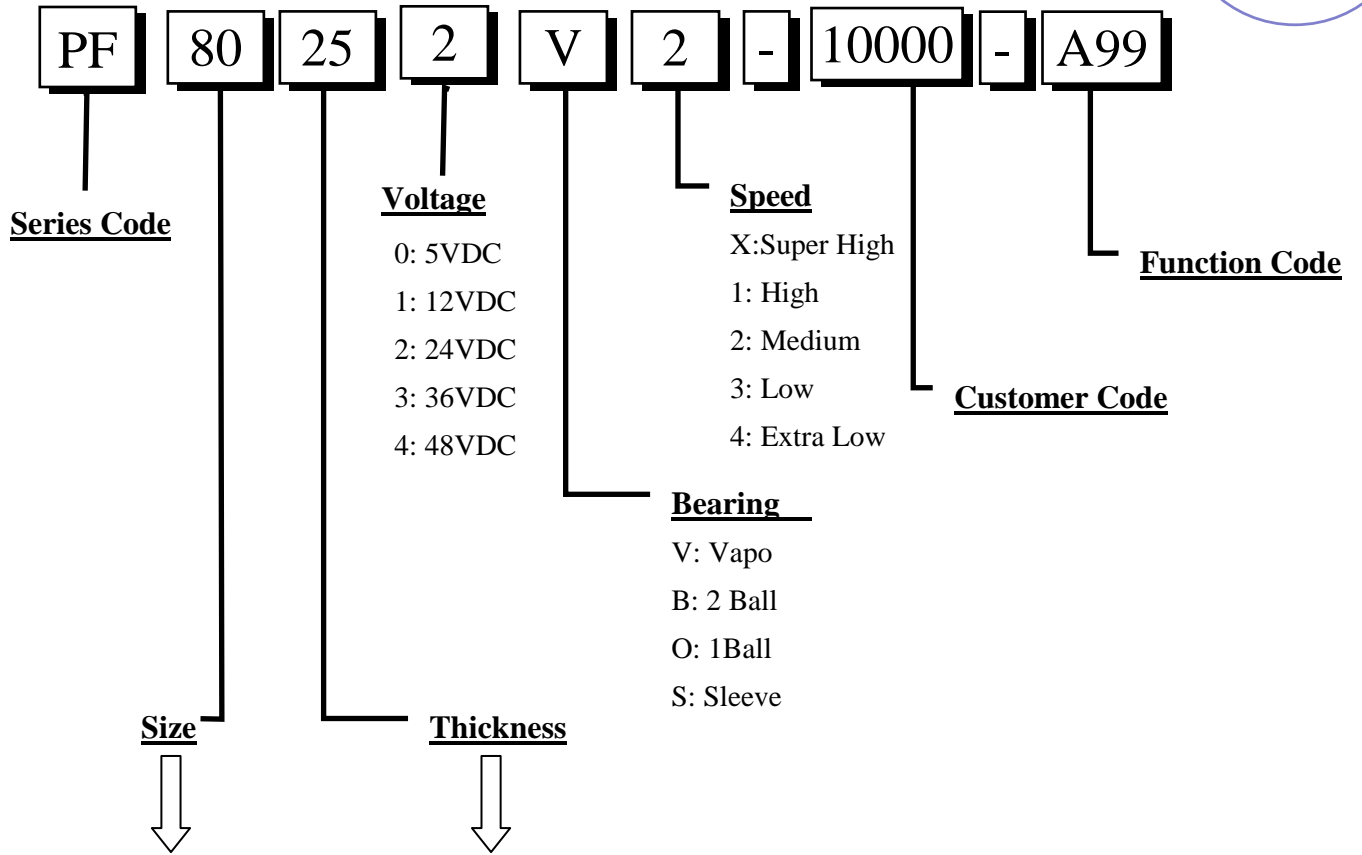 PF 80 25 2 V 2 - 10000 - A99
Series Code
Voltage
0: 5VDC
1: 12VDC
2: 24VDC
3: 36VDC
4: 48VDC
Speed
X:Super High
1: High
2: Medium
3: Low
4: Extra Low
Function Code
Customer Code
Bearing
V: Vapo
B: 2 Ball
O: 1Ball
S: Sleeve
Size
Thickness